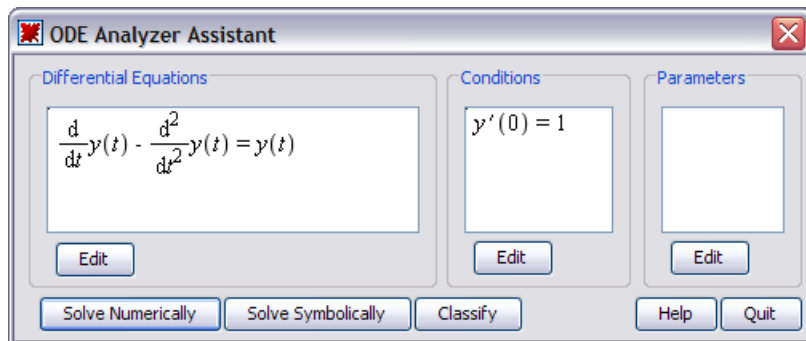 ODE Analyzer Assistant
Differential Equations
d/dt y(t) - d²/dt² y(t) = y(t)
Edit
Conditions
y'(0) = 1
Edit
Parameters
Edit
Solve Numerically Solve Symbolically Classify Help Quit